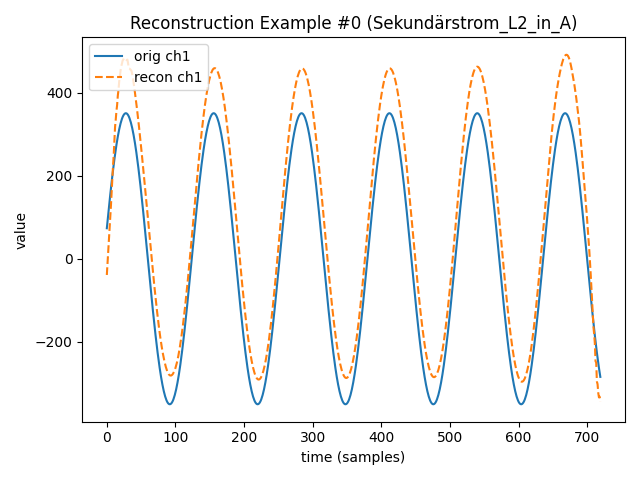 Reconstruction Example #0 (Sekundärstrom_L2_in_A)
orig ch1
recon ch1
400
200
0
−200
value
0 100 200 300 400 500 600 700
time (samples)